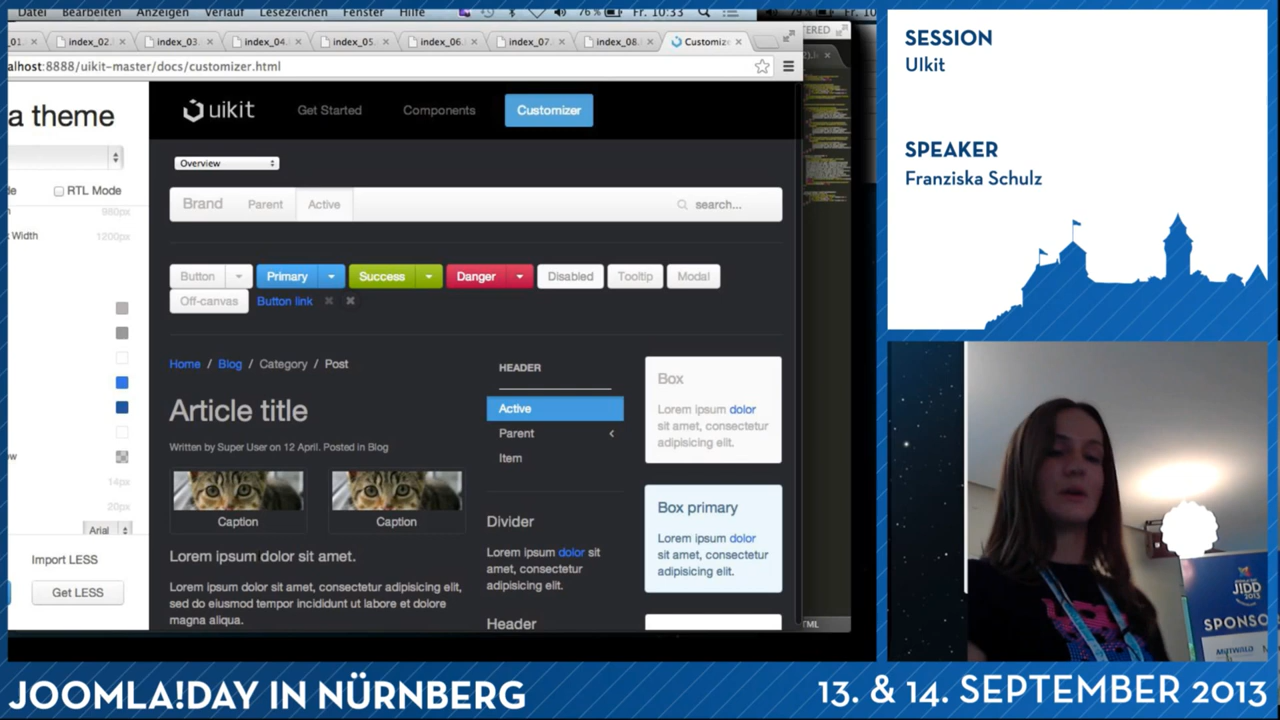 Datei Bearbeiten Anzeigen Verlauf Lesezeichen Fenster Hilfe 76% Fr. 10:33
index_02. index_03. index_04. index_05. index_06. index_07. index_08. Customize
alhost:8888/uikit-master/docs/customizer.html
a theme
RTL Mode
980px
Width 1200px
14px
20px
Arial
Import LESS
Get LESS
uikit Get Started Components Customizer
Overview
Brand Parent Active search...
Button Primary Success Danger Disabled Tooltip Modal
Off-canvas Button link
Home / Blog / Category / Post
Article title
Written by Super User on 12 April. Posted in Blog
Caption Caption
Lorem ipsum dolor sit amet.
Lorem ipsum dolor sit amet, consectetur adipisicing elit,
sed do eiusmod tempor incididunt ut labore et dolore
magna aliqua.
HEADER
Active
Parent
Item
Divider
Lorem ipsum dolor sit
amet, consectetur
adipisicing elit.
Header
Box
Lorem ipsum dolor
sit amet, consectetur
adipisicing elit.
Box primary
Lorem ipsum dolor
sit amet, consectetur
adipisicing elit.
SESSION
UIkit
SPEAKER
Franziska Schulz
JIDD
2013
SPONSO
MITTWALD
JOOMLA!DAY IN NÜRNBERG
13. & 14. SEPTEMBER 2013